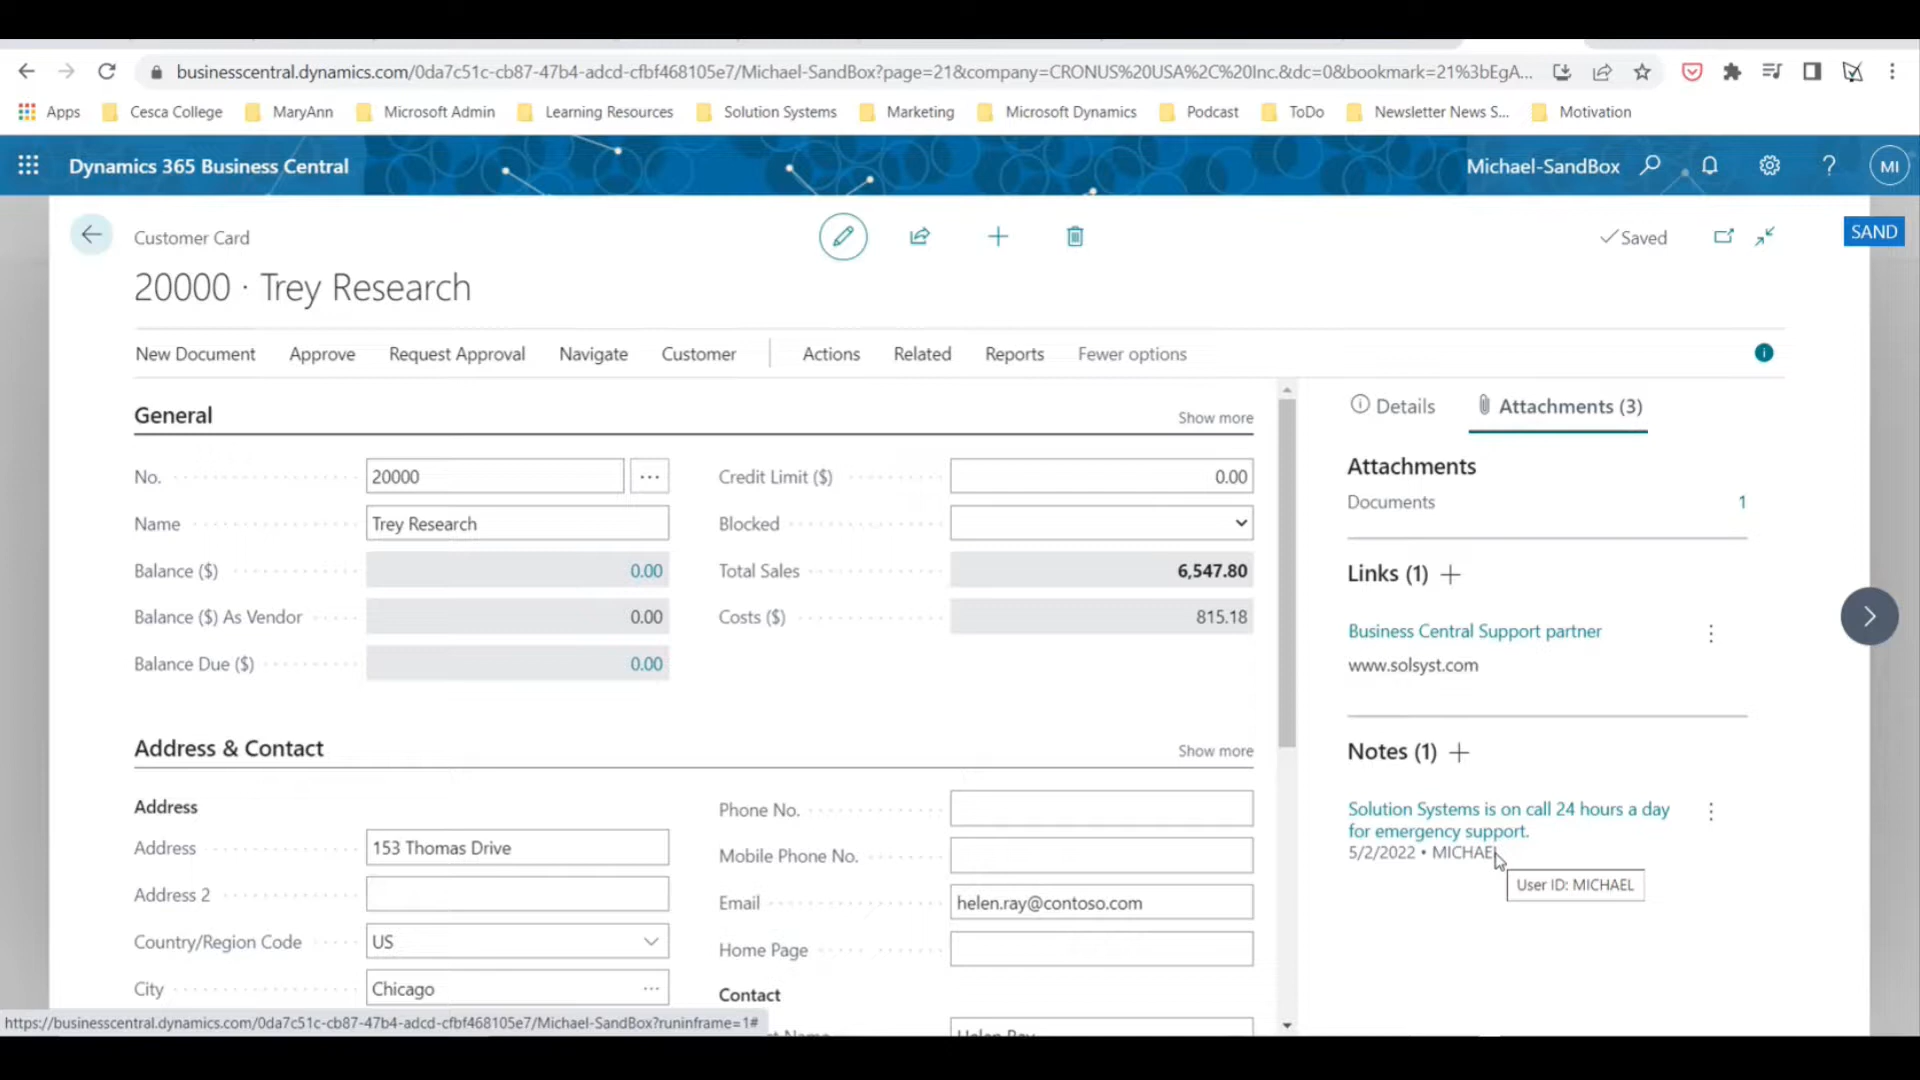 businesscentral.dynamics.com/0da7c51c-cb87-47b4-adcd-cfbf468105e7/Michael-SandBox?page=21&company=CRONUS%20USA%2C%20Inc.&dc=0&bookmark=21%3bEgA...
Apps Cesca College MaryAnn Microsoft Admin Learning Resources Solution Systems Marketing Microsoft Dynamics Podcast ToDo Newsletter News S... Motivation
Dynamics 365 Business Central Michael-SandBox ? MI
Customer Card Saved SAND
20000 · Trey Research
New Document Approve Request Approval Navigate Customer Actions Related Reports Fewer options
General Show more
No. 20000 ...
Name Trey Research
Balance ($) 0.00
Balance ($) As Vendor 0.00
Balance Due ($) 0.00
Credit Limit ($) 0.00
Blocked
Total Sales 6,547.80
Costs ($) 815.18
Address & Contact Show more
Address
Address 153 Thomas Drive
Address 2
Country/Region Code US
City Chicago ...
Phone No.
Mobile Phone No.
Email helen.ray@contoso.com
Home Page
Contact
Details Attachments (3)
Attachments
Documents 1
Links (1) +
Business Central Support partner
www.solsyst.com
Notes (1) +
Solution Systems is on call 24 hours a day
for emergency support.
5/2/2022 • MICHAEL
User ID: MICHAEL
https://businesscentral.dynamics.com/0da7c51c-cb87-47b4-adcd-cfbf468105e7/Michael-SandBox?runinframe=1#